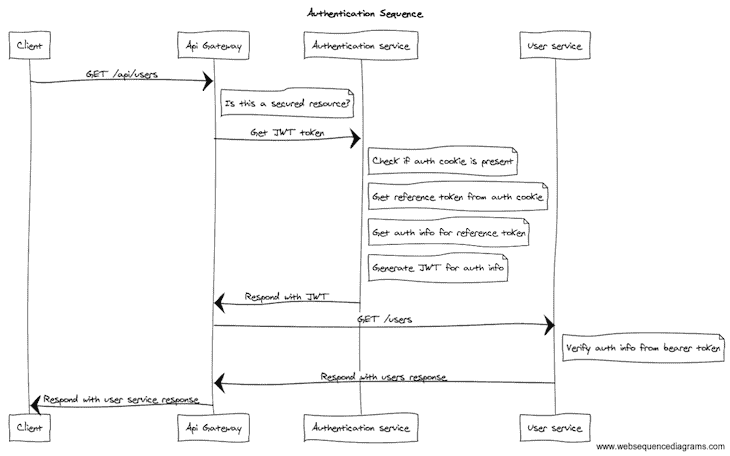 Authentication Sequence
Client
Api Gateway
Authentication service
User service
GET /api/users
Is this a secured resource?
Get JWT token
Check if auth cookie is present
Get reference token from auth cookie
Get auth info for reference token
Generate JWT for auth info
Respond with JWT
GET /users
Verify auth info from bearer token
Respond with users response
Respond with user service response
Client
Api Gateway
Authentication service
User service
www.websequencediagrams.com